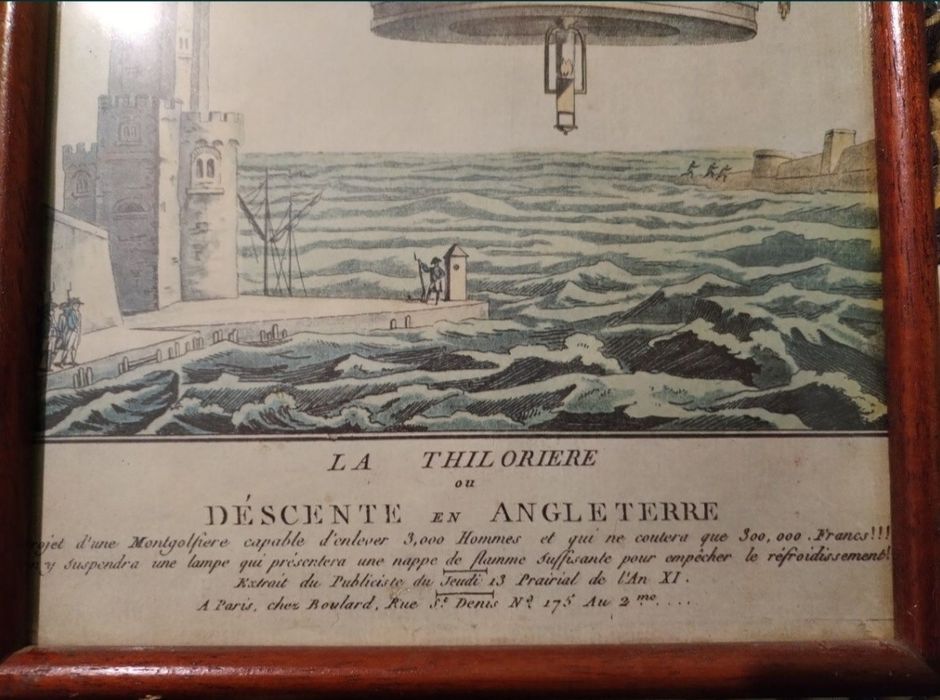 LA THILORIERE
ou
DÉSCENTE EN ANGLETERRE
rojet d'une Montgolfiere capable d'enlever 3,000 Hommes et qui ne coutera que 300,000 Francs!!!
n y Suspendra une lampe qui présentera une nappe de flamme Suffisante pour empêcher le réfroidissement!
Extrait du Publiciste du Jeudi 13 Prairial de l'An XI.
A Paris, chez Boulard, Rue St. Denis No. 175 Au 2me....